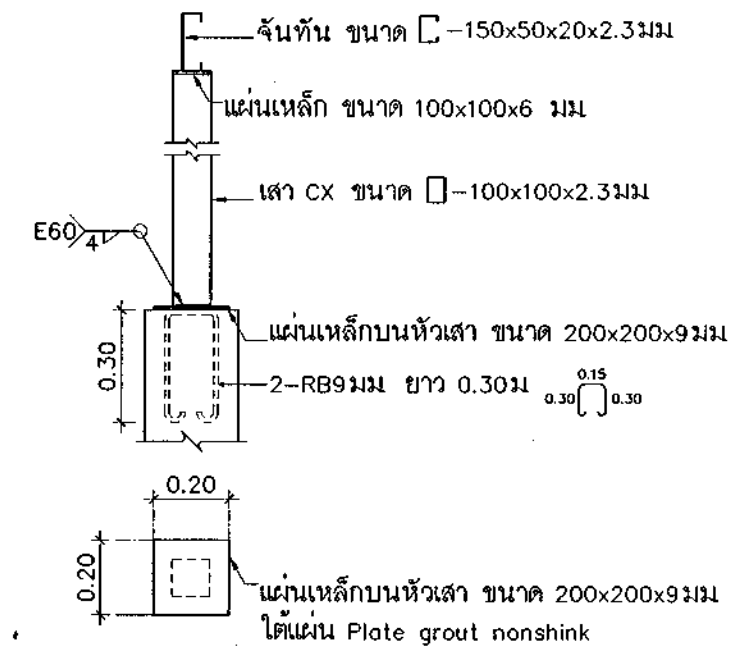 จันทัน ขนาด -150x50x20x2.3มม
แผ่นเหล็ก ขนาด 100x100x6 มม
เสา CX ขนาด -100x100x2.3มม
E60
4
แผ่นเหล็กบนหัวเสา ขนาด 200x200x9มม
0.30
2-RB9มม ยาว 0.30ม
0.15
0.30
0.30
0.20
0.20
แผ่นเหล็กบนหัวเสา ขนาด 200x200x9มม
ใต้แผ่น Plate grout nonshink